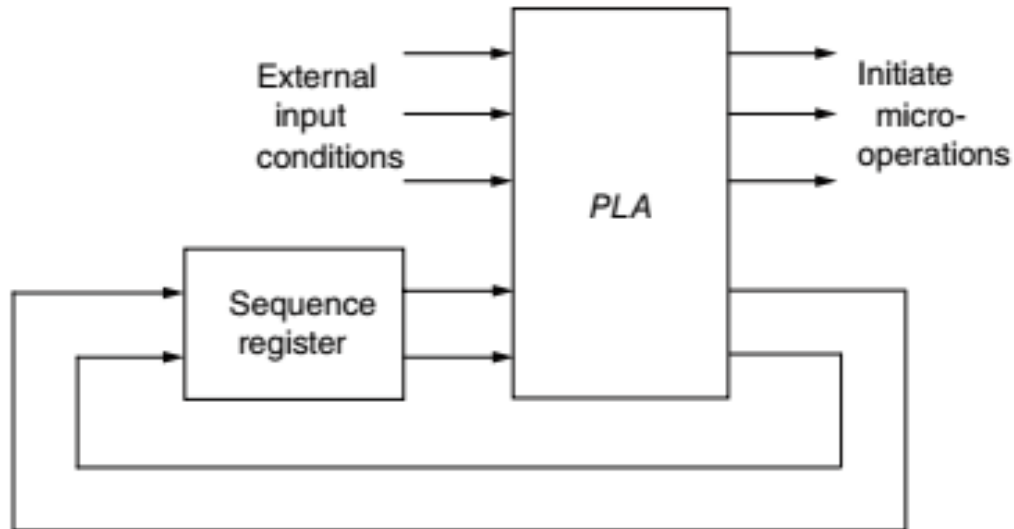 External
input
conditions
PLA
Initiate
micro-
operations
Sequence
register